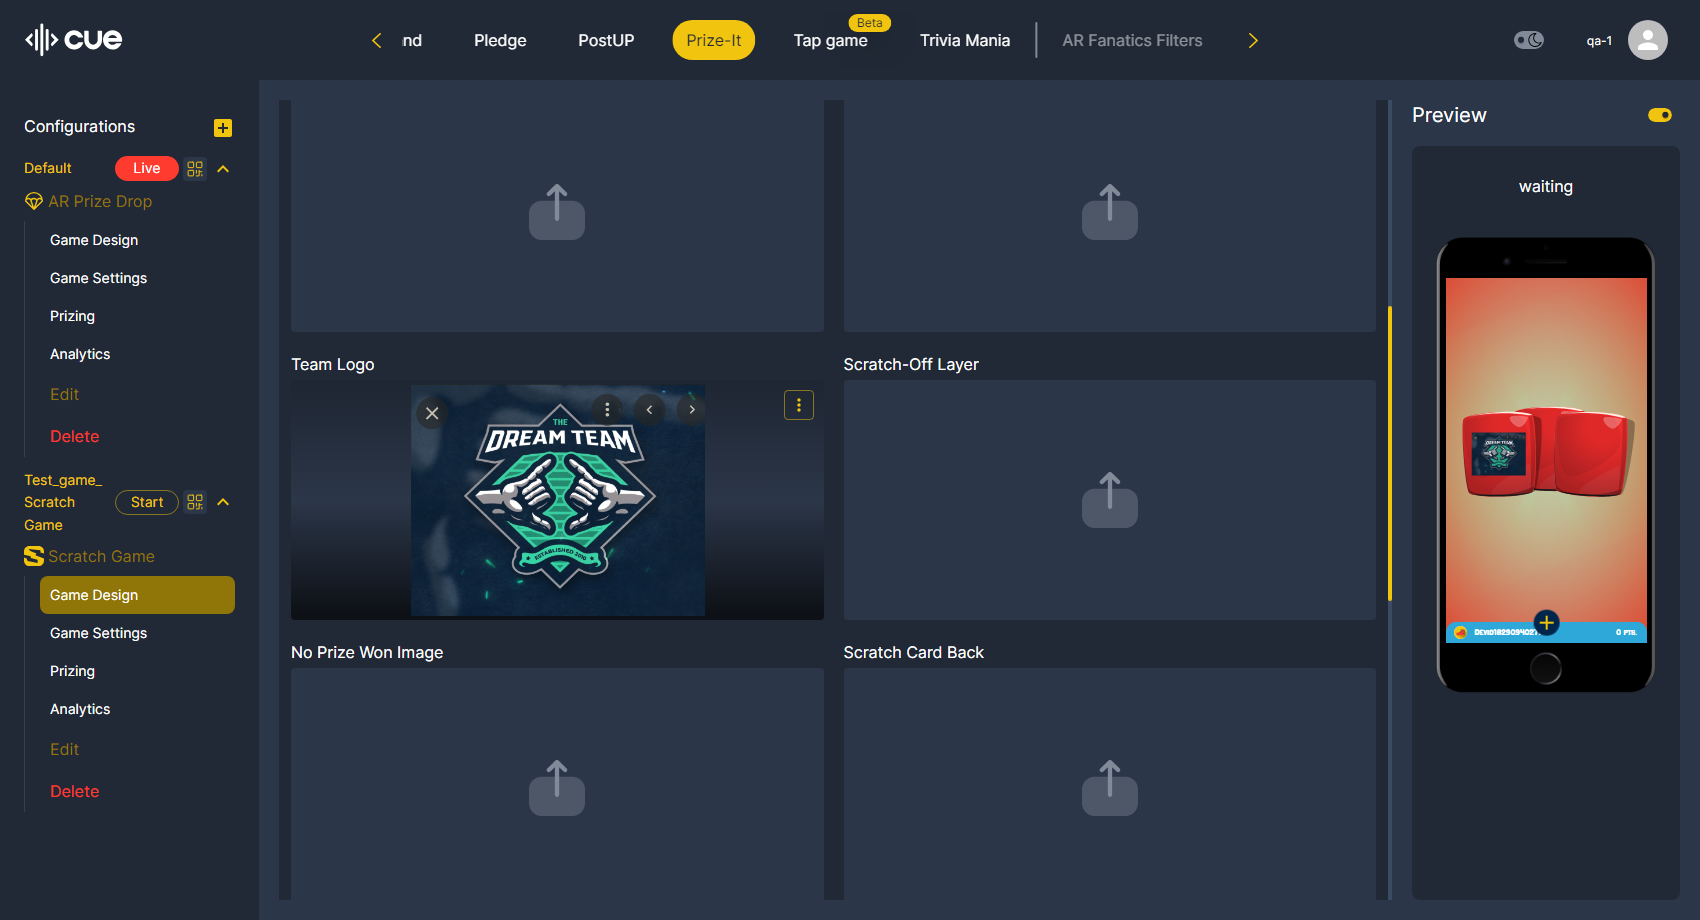 cue
nd
Pledge
PostUP
Prize-It
Beta
Tap game
Trivia Mania
AR Fanatics Filters
qa-1
Configurations
Default
Live
AR Prize Drop
Game Design
Game Settings
Prizing
Analytics
Edit
Delete
Test_game_
Scratch
Game
Start
Scratch Game
Game Design
Game Settings
Prizing
Analytics
Edit
Delete
Team Logo
THE
DREAM TEAM
ESTABLISHED 2010
Scratch-Off Layer
No Prize Won Image
Scratch Card Back
Preview
waiting
DREAM TEAM
0 PTS.